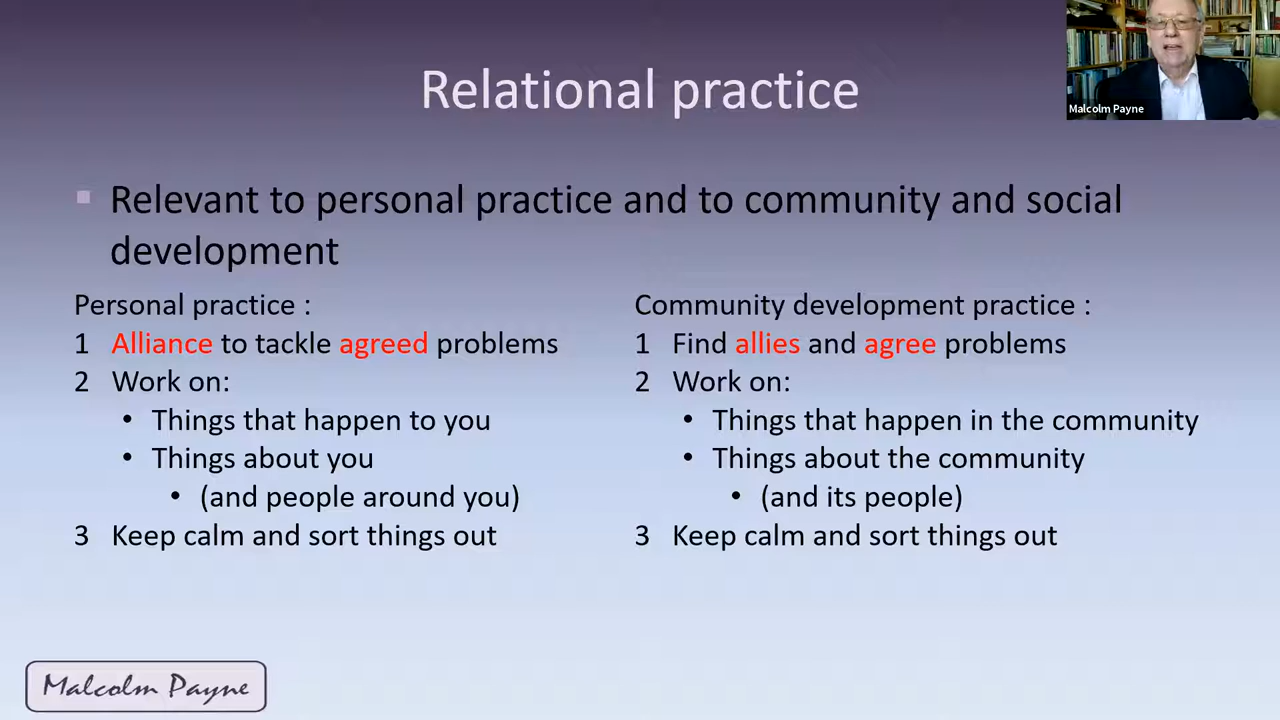 Relational practice
Malcolm Payne
▪ Relevant to personal practice and to community and social
development
Personal practice :
1 Alliance to tackle agreed problems
2 Work on:
• Things that happen to you
• Things about you
• (and people around you)
3 Keep calm and sort things out
Community development practice :
1 Find allies and agree problems
2 Work on:
• Things that happen in the community
• Things about the community
• (and its people)
3 Keep calm and sort things out
Malcolm Payne